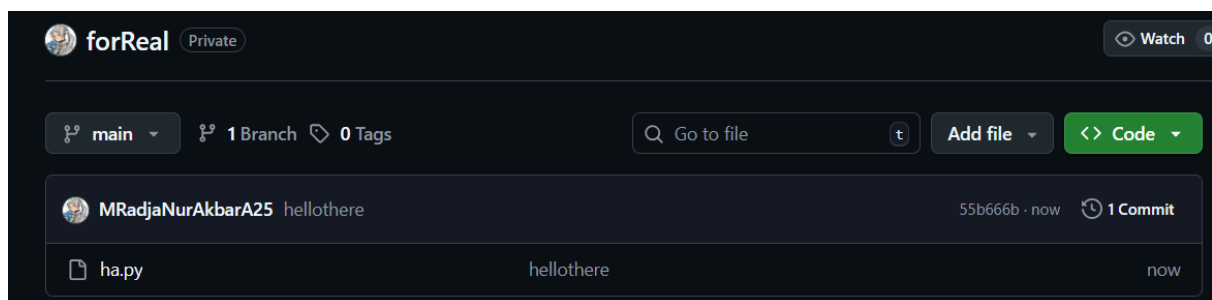 forReal Private Watch 0
main 1 Branch 0 Tags Go to file t Add file Code
MRadjaNurAkbarA25 hellothere 55b666b · now 1 Commit
ha.py hellothere now